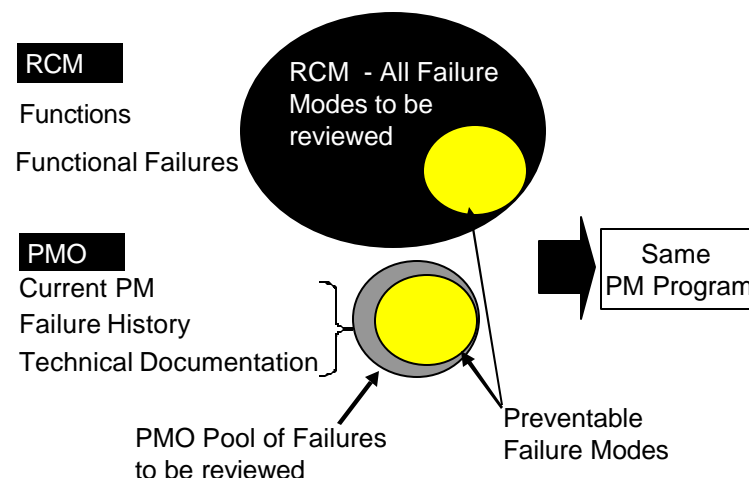 RCM
Functions
Functional Failures
RCM - All Failure
Modes to be
reviewed
PMO
Current PM
Failure History
Technical Documentation
Same
PM Program
PMO Pool of Failures
to be reviewed
Preventable
Failure Modes